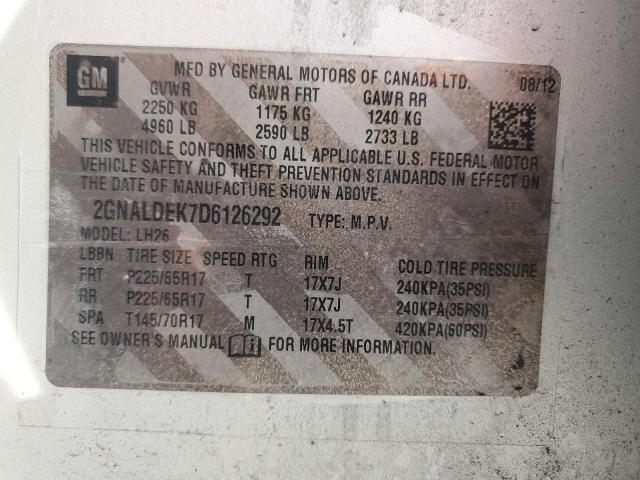 GM ®
MFD BY GENERAL MOTORS OF CANADA LTD. 08/12
GVWR GAWR FRT GAWR RR
2250 KG 1175 KG 1240 KG
4960 LB 2590 LB 2733 LB
THIS VEHICLE CONFORMS TO ALL APPLICABLE U.S. FEDERAL MOTOR
VEHICLE SAFETY AND THEFT PREVENTION STANDARDS IN EFFECT ON
THE DATE OF MANUFACTURE SHOWN ABOVE.
2GNALDEK7D6126292 TYPE: M.P.V.
MODEL: LH26
LBBN TIRE SIZE SPEED RTG RIM COLD TIRE PRESSURE
FRT P225/65R17 T 17X7J 240KPA(35PSI)
RR P225/65R17 T 17X7J 240KPA(35PSI)
SPA T145/70R17 M 17X4.5T 420KPA(60PSI)
SEE OWNER'S MANUAL FOR MORE INFORMATION.